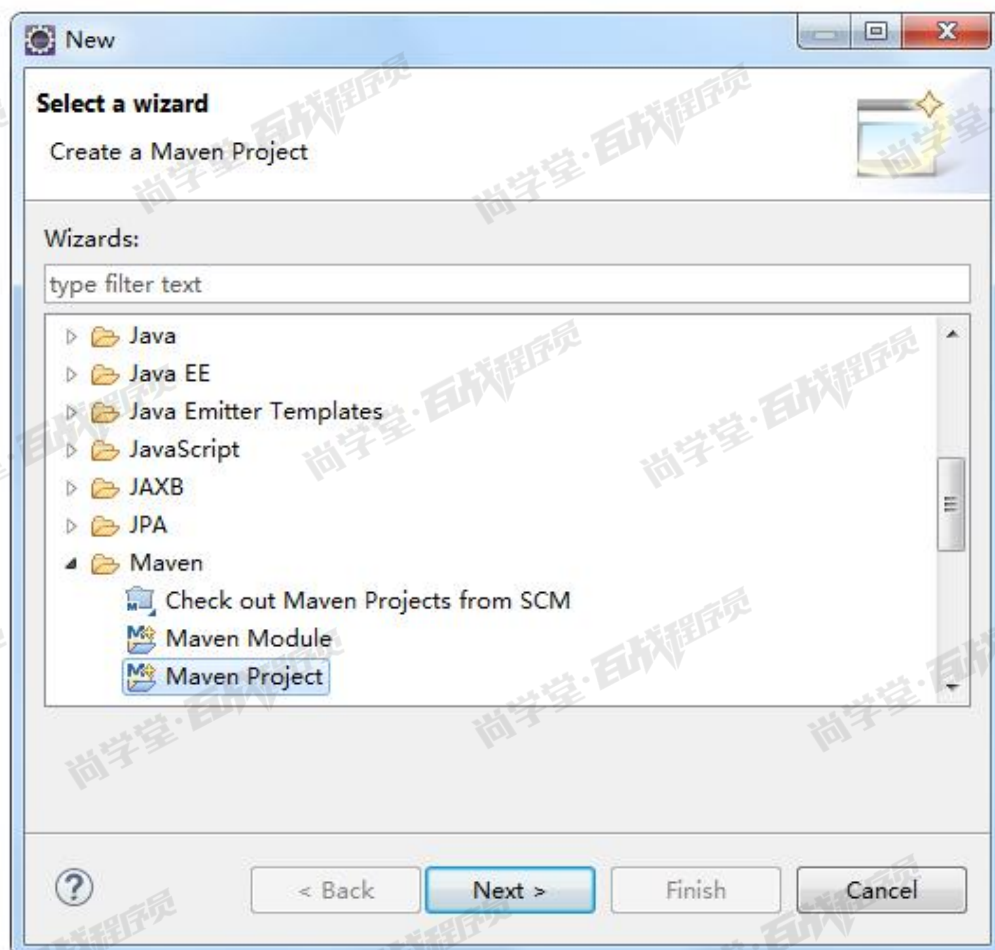 New
Select a wizard
Create a Maven Project
Wizards:
type filter text
Java
Java EE
Java Emitter Templates
JavaScript
JAXB
JPA
Maven
Check out Maven Projects from SCM
Maven Module
Maven Project
< Back Next > Finish Cancel
尚学堂·百战程序员